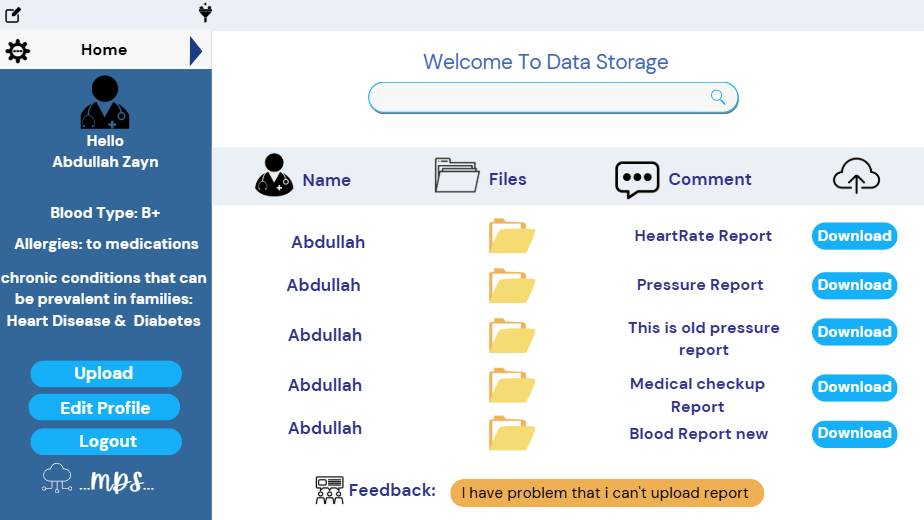 Home
Hello
Abdullah Zayn
Blood Type: B+
Allergies: to medications
chronic conditions that can
be prevalent in families:
Heart Disease & Diabetes
Upload
Edit Profile
Logout
...mps...
Welcome To Data Storage
Name Files Comment
Abdullah HeartRate Report Download
Abdullah Pressure Report Download
Abdullah This is old pressure Download
report
Abdullah Medical checkup Download
Report
Abdullah Blood Report new Download
Feedback: I have problem that i can't upload report